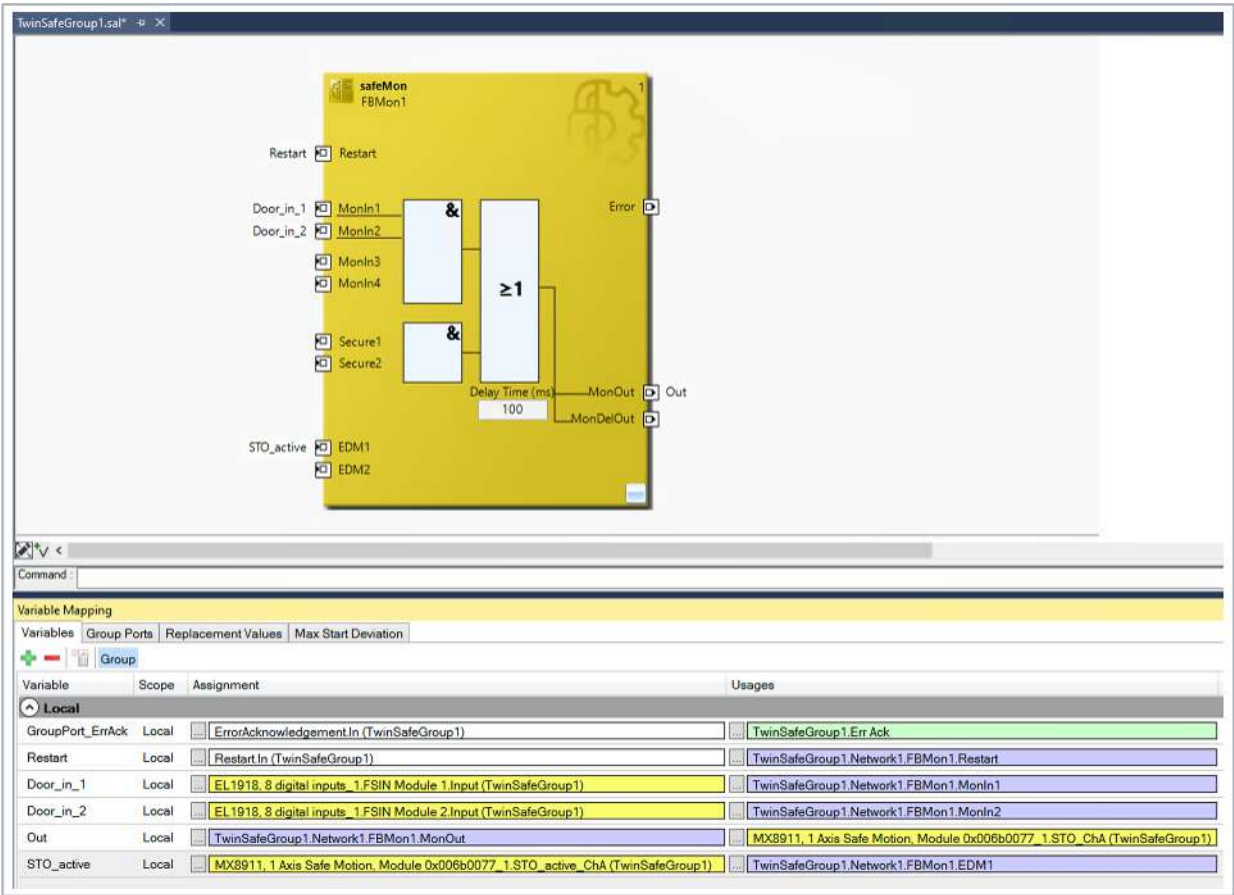 TwinSafeGroup1.sal*
safeMon 1
FBMon1
Restart Restart
Door_in_1 MonIn1 & Error
Door_in_2 MonIn2
MonIn3
MonIn4
≥1
Secure1 &
Secure2
Delay Time (ms) MonOut Out
100
MonDelOut
STO_active EDM1
EDM2
Command :
Variable Mapping
Variables Group Ports Replacement Values Max Start Deviation
Group
Variable Scope Assignment Usages
Local
GroupPort_ErrAck Local ... ErrorAcknowledgement.In (TwinSafeGroup1) ... TwinSafeGroup1.Err Ack
Restart Local ... Restart.In (TwinSafeGroup1) ... TwinSafeGroup1.Network1.FBMon1.Restart
Door_in_1 Local ... EL1918, 8 digital inputs_1.FSIN Module 1.Input (TwinSafeGroup1) ... TwinSafeGroup1.Network1.FBMon1.MonIn1
Door_in_2 Local ... EL1918, 8 digital inputs_1.FSIN Module 2.Input (TwinSafeGroup1) ... TwinSafeGroup1.Network1.FBMon1.MonIn2
Out Local ... TwinSafeGroup1.Network1.FBMon1.MonOut ... MX8911, 1 Axis Safe Motion, Module 0x006b0077_1.STO_ChA (TwinSafeGroup1)
STO_active Local ... MX8911, 1 Axis Safe Motion, Module 0x006b0077_1.STO_active_ChA (TwinSafeGroup1) ... TwinSafeGroup1.Network1.FBMon1.EDM1